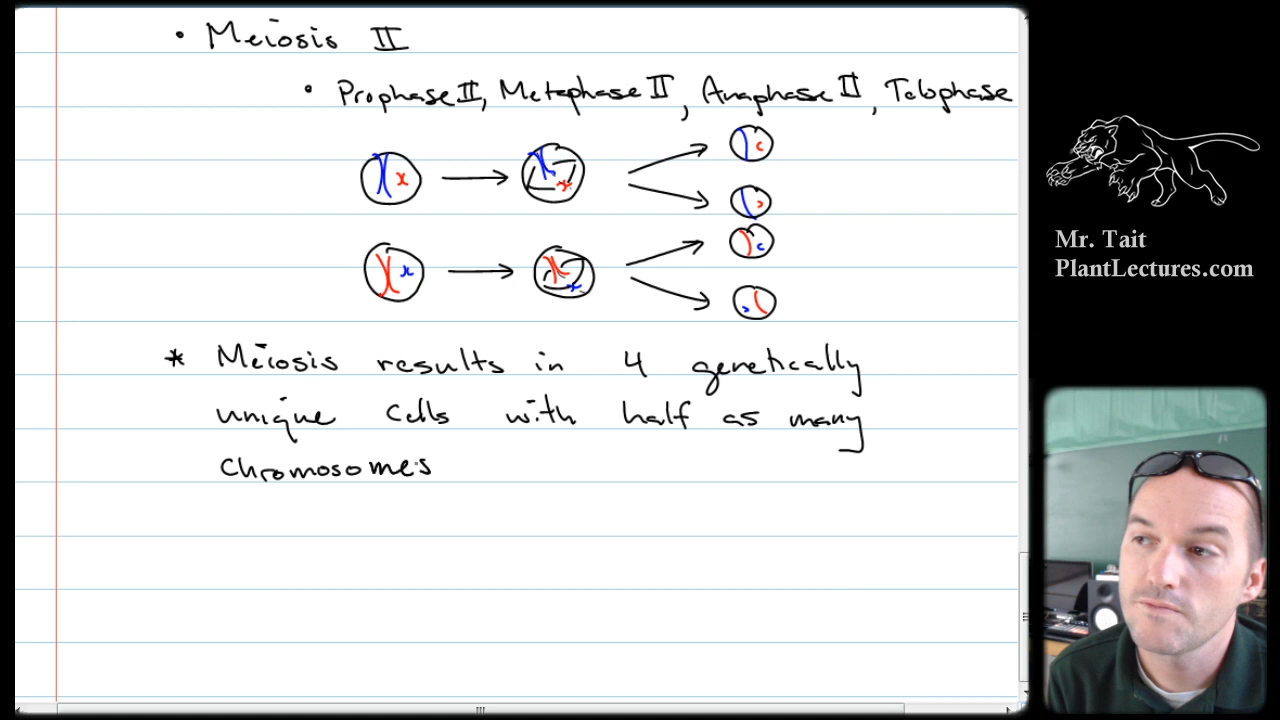 • Meiosis II
• Prophase II, Metaphase II, Anaphase II, Telophase
* Meiosis results in 4 genetically
unique cells with half as many
chromosomes
Mr. Tait
PlantLectures.com